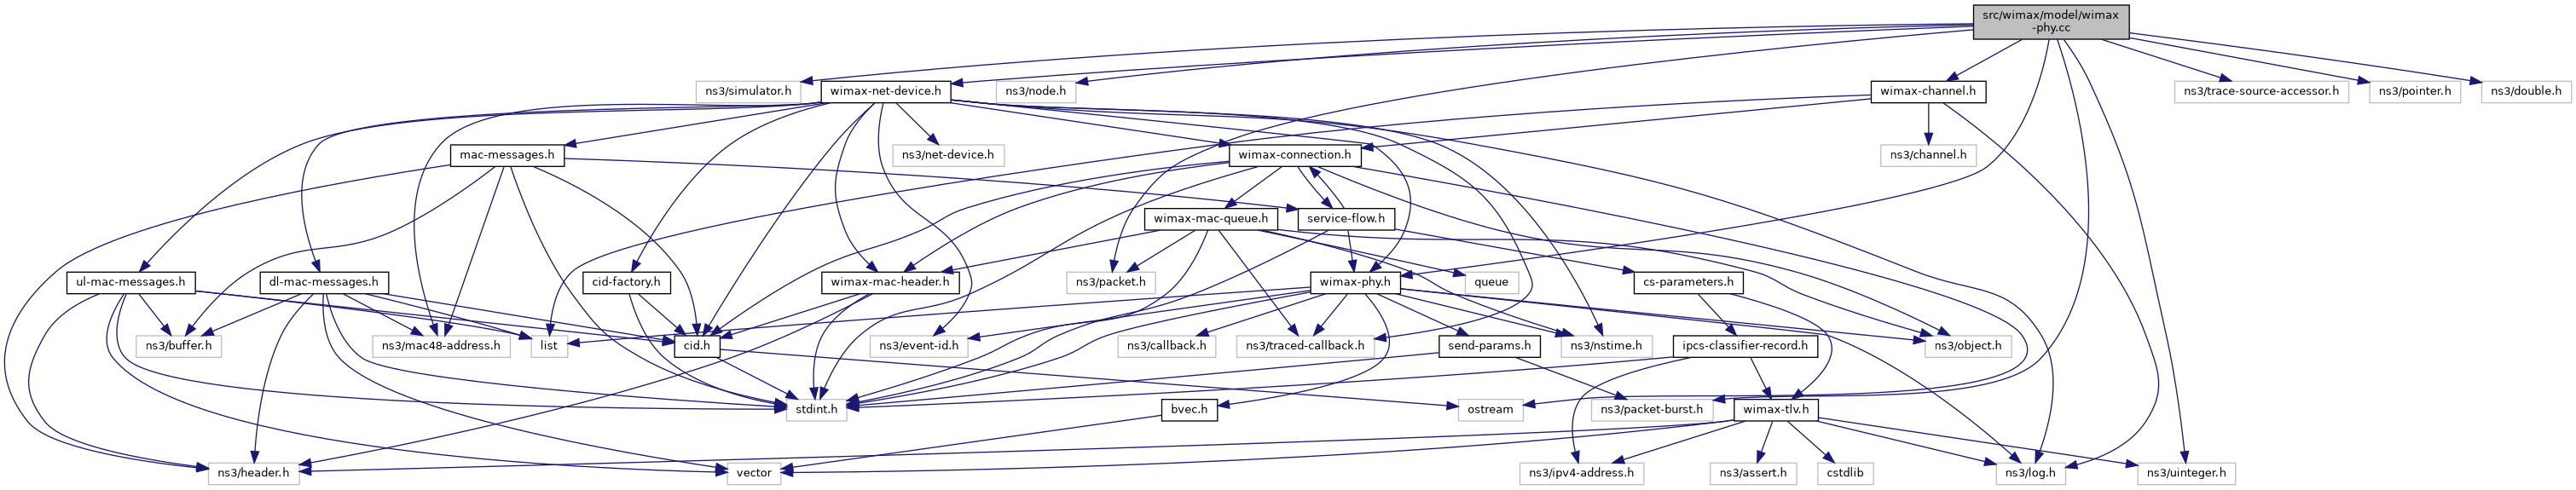 src/wimax/model/wimax
-phy.cc
ns3/simulator.h
wimax-net-device.h
ns3/node.h
wimax-channel.h
ns3/trace-source-accessor.h
ns3/pointer.h
ns3/double.h
mac-messages.h
ns3/net-device.h
wimax-connection.h
ns3/channel.h
wimax-mac-queue.h
service-flow.h
ul-mac-messages.h
dl-mac-messages.h
cid-factory.h
wimax-mac-header.h
ns3/packet.h
wimax-phy.h
queue
cs-parameters.h
ns3/buffer.h
ns3/mac48-address.h
list
cid.h
ns3/event-id.h
ns3/callback.h
ns3/traced-callback.h
send-params.h
ns3/nstime.h
ipcs-classifier-record.h
ns3/object.h
stdint.h
ostream
bvec.h
ns3/packet-burst.h
wimax-tlv.h
ns3/header.h
vector
ns3/ipv4-address.h
ns3/assert.h
cstdlib
ns3/log.h
ns3/uinteger.h